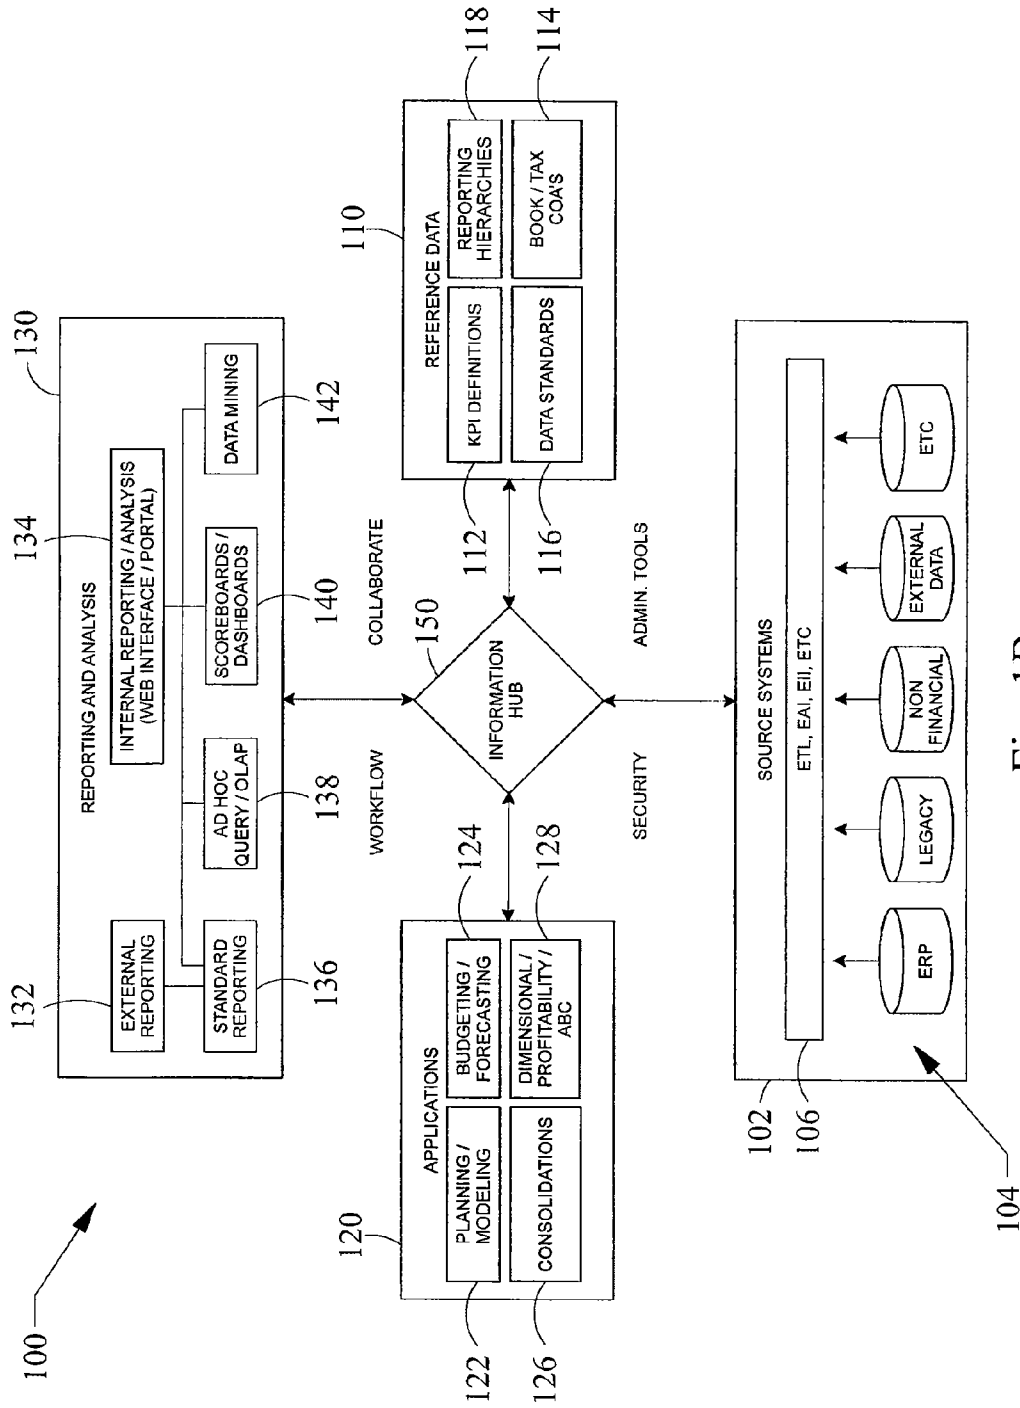 100
130
REPORTING AND ANALYSIS
132
134
EXTERNAL
REPORTING
INTERNAL REPORTING / ANALYSIS
(WEB INTERFACE / PORTAL)
STANDARD
REPORTING
AD HOC
QUERY / OLAP
SCOREBOARDS /
DASHBOARDS
DATA MINING
136
138
140
142
WORKFLOW
COLLABORATE
120
APPLICATIONS
PLANNING /
MODELING
BUDGETING /
FORECASTING
CONSOLIDATIONS
DIMENSIONAL /
PROFITABILITY /
ABC
122
124
126
128
150
INFORMATION
HUB
110
REFERENCE DATA
KPI DEFINITIONS
REPORTING
HIERARCHIES
DATA STANDARDS
BOOK / TAX
COA'S
112
118
116
114
SECURITY
ADMIN. TOOLS
102
SOURCE SYSTEMS
106
ETL, EAI, EII, ETC
ERP
LEGACY
NON
FINANCIAL
EXTERNAL
DATA
ETC
104